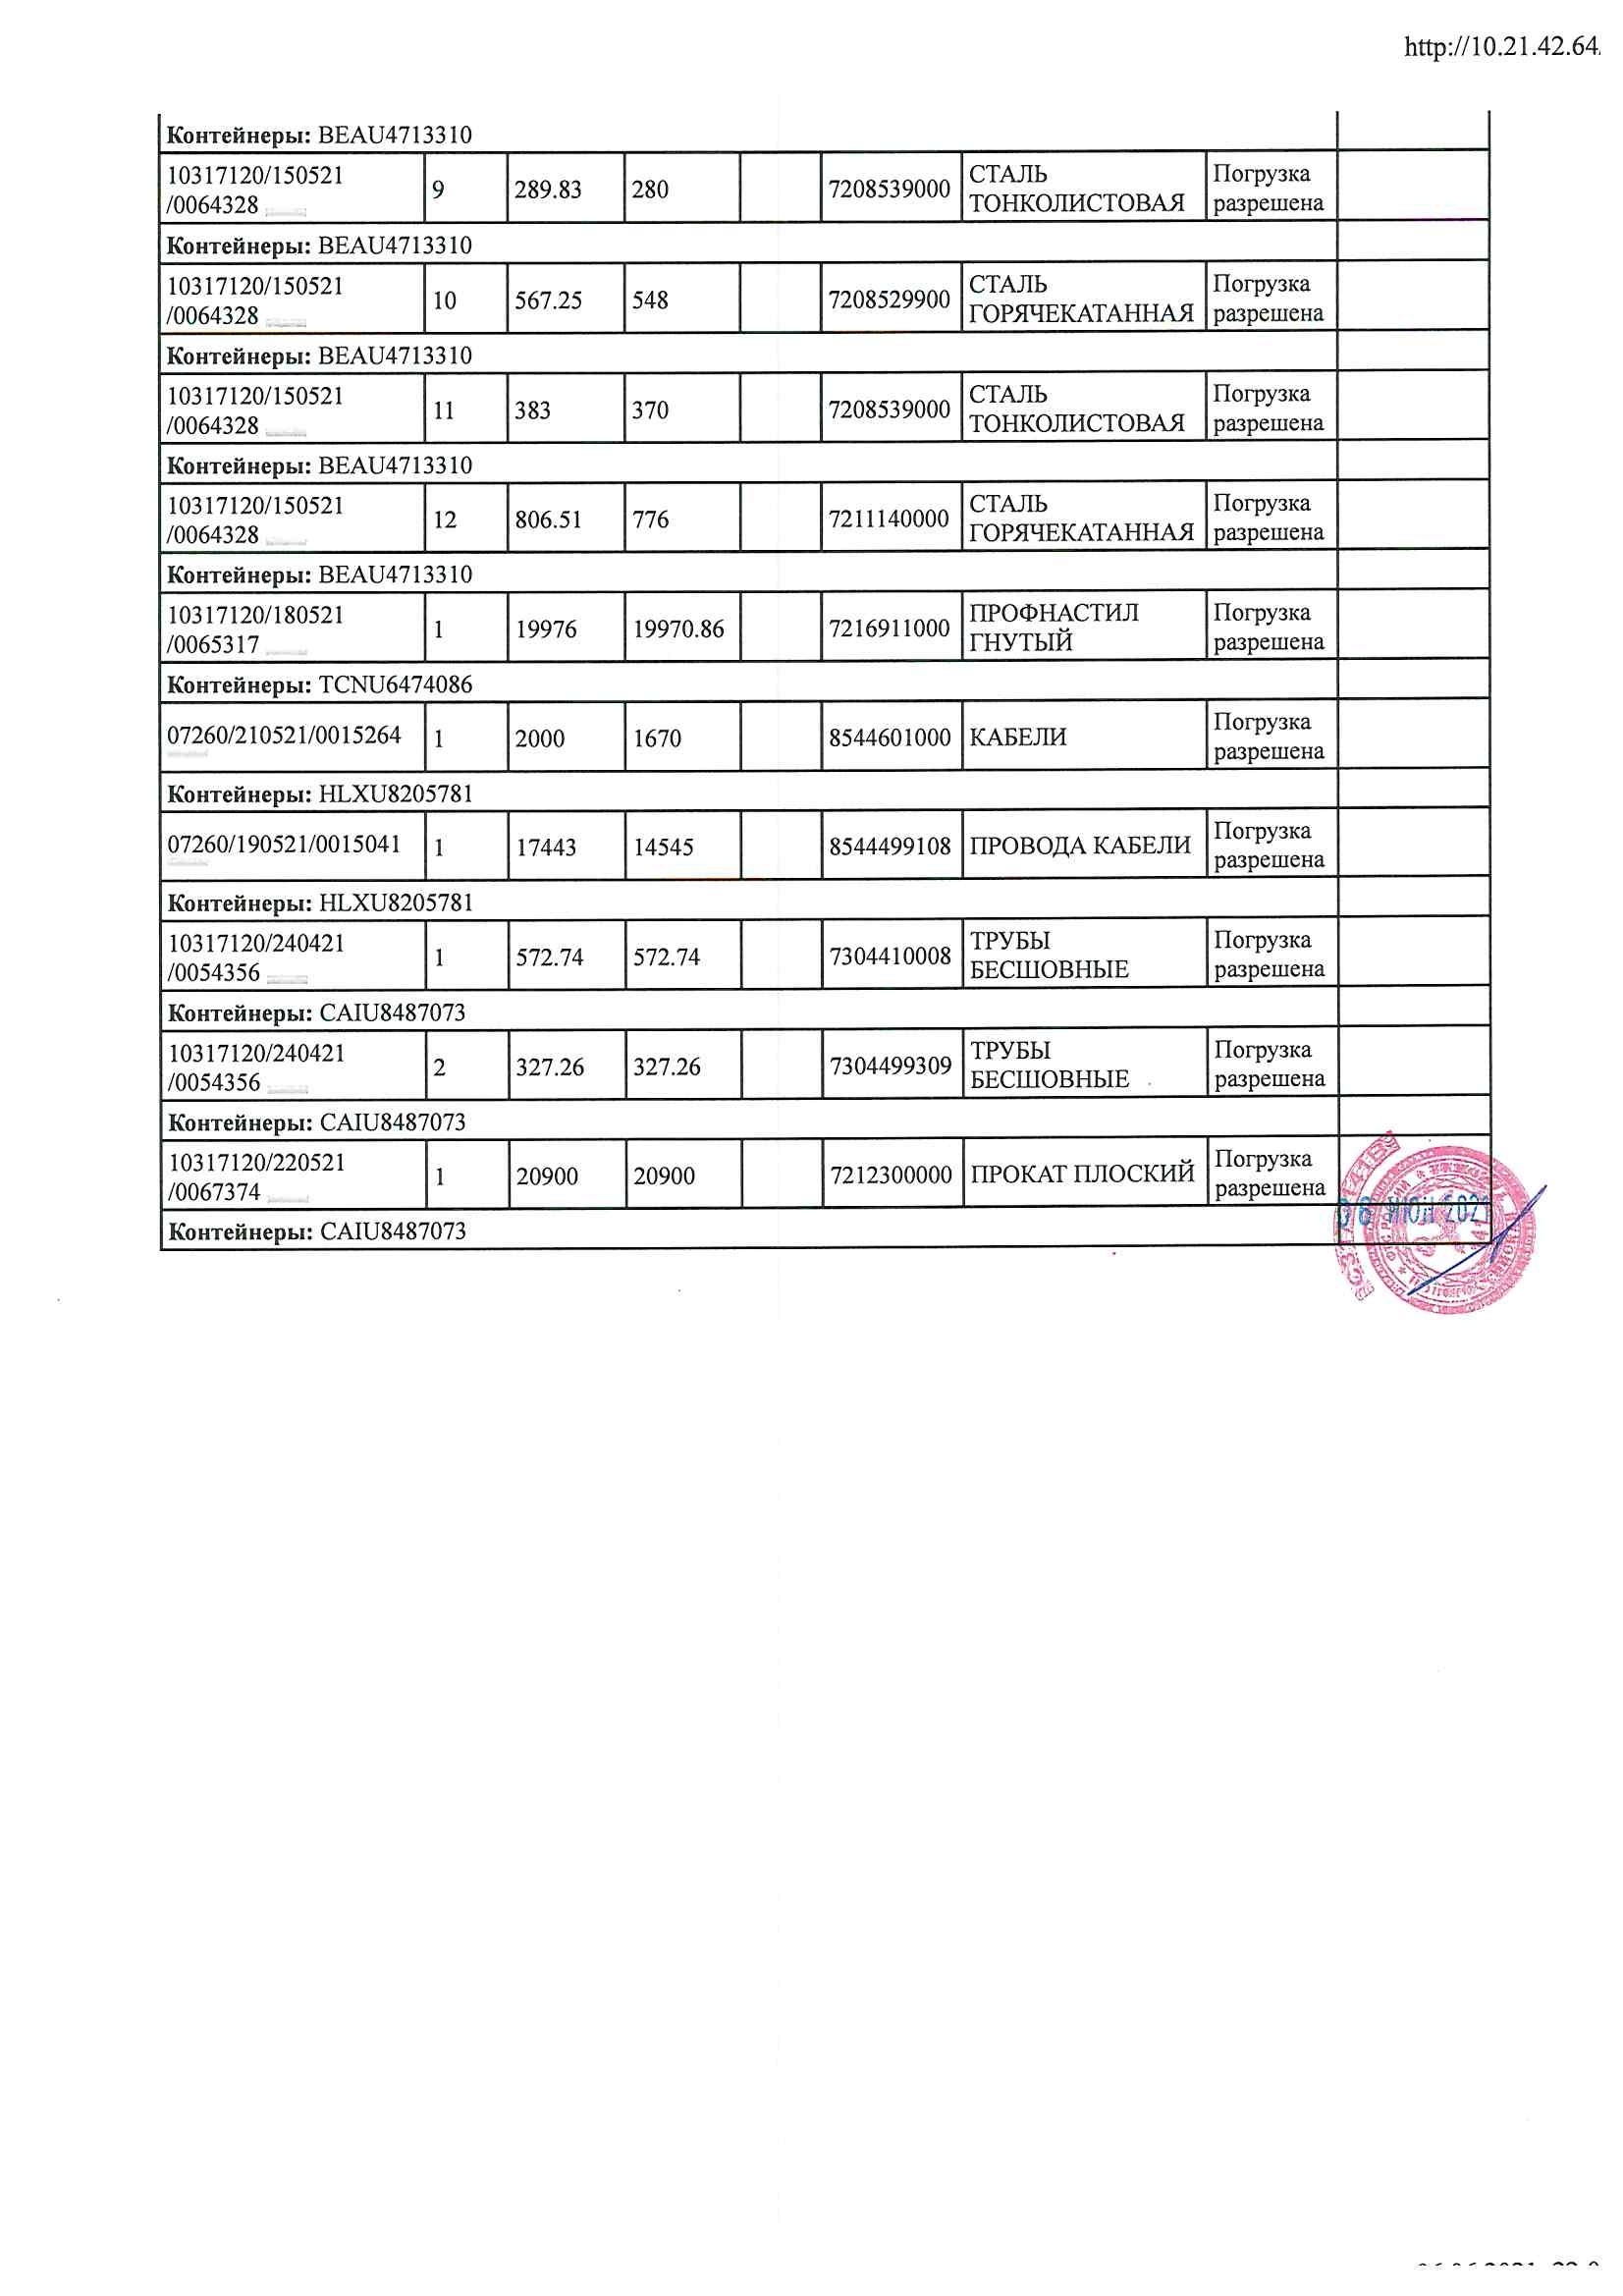 http://10.21.42.64
Контейнеры: BEAU4713310
10317120/150521
/0064328
9
289.83
280
7208539000
СТАЛЬ
ТОНКОЛИСТОВАЯ
Погрузка
разрешена
Контейнеры: BEAU4713310
10317120/150521
/0064328
10
567.25
548
7208529900
СТАЛЬ
ГОРЯЧЕКАТАННАЯ
Погрузка
разрешена
Контейнеры: BEAU4713310
10317120/150521
/0064328
11
383
370
7208539000
СТАЛЬ
ТОНКОЛИСТОВАЯ
Погрузка
разрешена
Контейнеры: BEAU4713310
10317120/150521
/0064328
12
806.51
776
7211140000
СТАЛЬ
ГОРЯЧЕКАТАННАЯ
Погрузка
разрешена
Контейнеры: BEAU4713310
10317120/180521
/0065317
1
19976
19970.86
7216911000
ПРОФНАСТИЛ
ГНУТЫЙ
Погрузка
разрешена
Контейнеры: TCNU6474086
07260/210521/0015264
1
2000
1670
8544601000
КАБЕЛИ
Погрузка
разрешена
Контейнеры: HLXU8205781
07260/190521/0015041
1
17443
14545
8544499108
ПРОВОДА КАБЕЛИ
Погрузка
разрешена
Контейнеры: HLXU8205781
10317120/240421
/0054356
1
572.74
572.74
7304410008
ТРУБЫ
БЕСШОВНЫЕ
Погрузка
разрешена
Контейнеры: CAIU8487073
10317120/240421
/0054356
2
327.26
327.26
7304499309
ТРУБЫ
БЕСШОВНЫЕ
Погрузка
разрешена
Контейнеры: CAIU8487073
10317120/220521
/0067374
1
20900
20900
7212300000
ПРОКАТ ПЛОСКИЙ
Погрузка
разрешена
Контейнеры: CAIU8487073